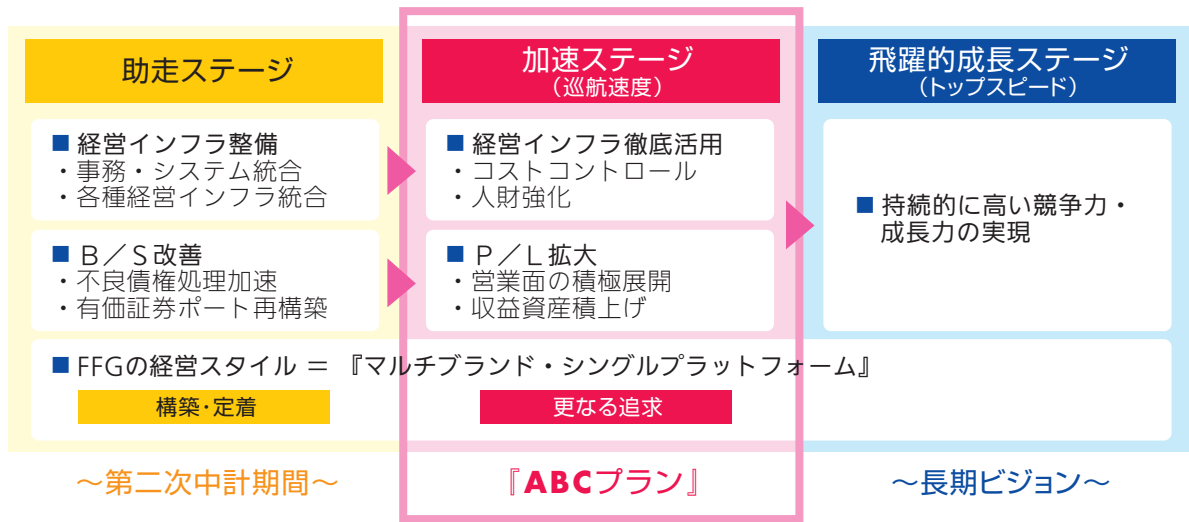 助走ステージ
■ 経営インフラ整備
・事務・システム統合
・各種経営インフラ統合
■ B／S改善
・不良債権処理加速
・有価証券ポート再構築
加速ステージ
（巡航速度）
■ 経営インフラ徹底活用
・コストコントロール
・人財強化
■ P／L拡大
・営業面の積極展開
・収益資産積上げ
飛躍的成長ステージ
（トップスピード）
■ 持続的に高い競争力・
成長力の実現
■ FFGの経営スタイル ＝ 『マルチブランド・シングルプラットフォーム』
構築・定着
更なる追求
～第二次中計期間～
『ABCプラン』
～長期ビジョン～